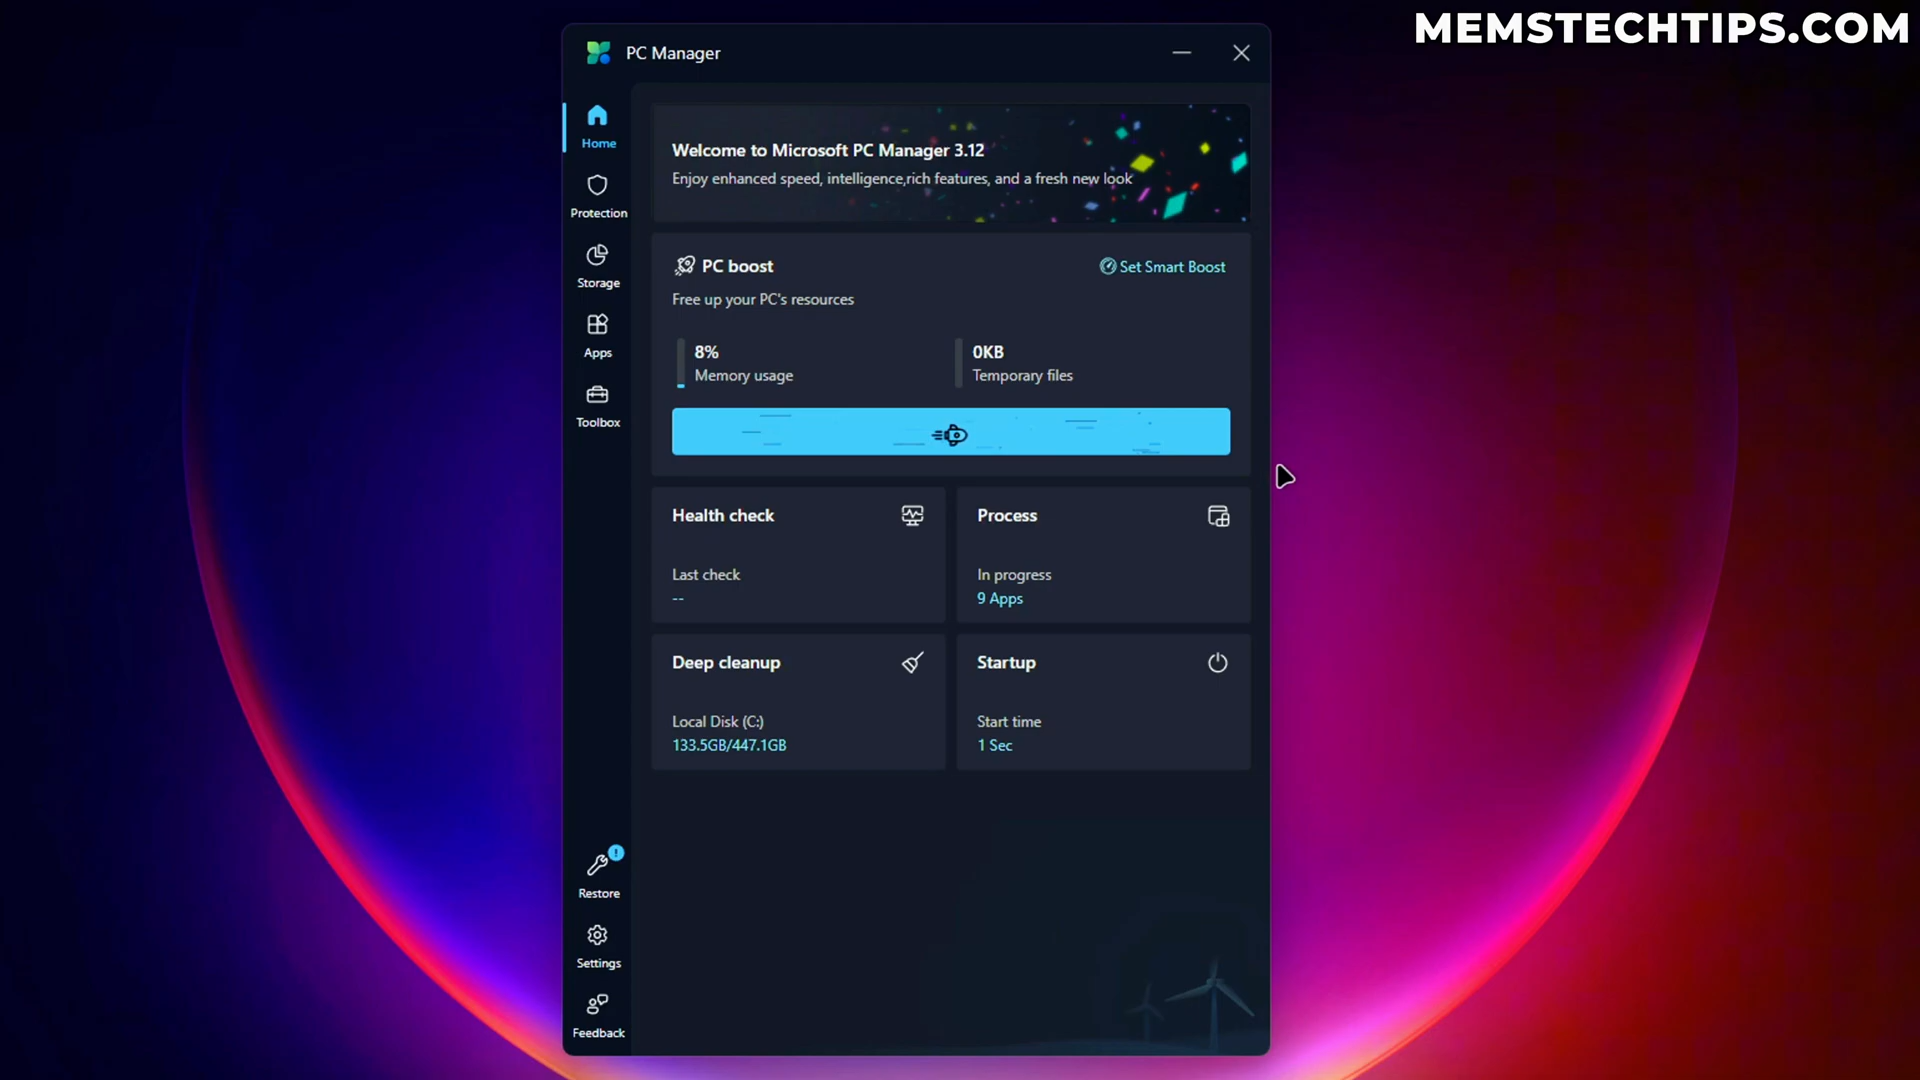 MEMSTECHTIPS.COM
PC Manager
Home
Protection
Storage
Apps
Toolbox
Restore
Settings
Feedback
Welcome to Microsoft PC Manager 3.12
Enjoy enhanced speed, intelligence,rich features, and a fresh new look
PC boost
Set Smart Boost
Free up your PC's resources
8%
Memory usage
0KB
Temporary files
Health check
Last check
--
Process
In progress
9 Apps
Deep cleanup
Local Disk (C:)
133.5GB/447.1GB
Startup
Start time
1 Sec